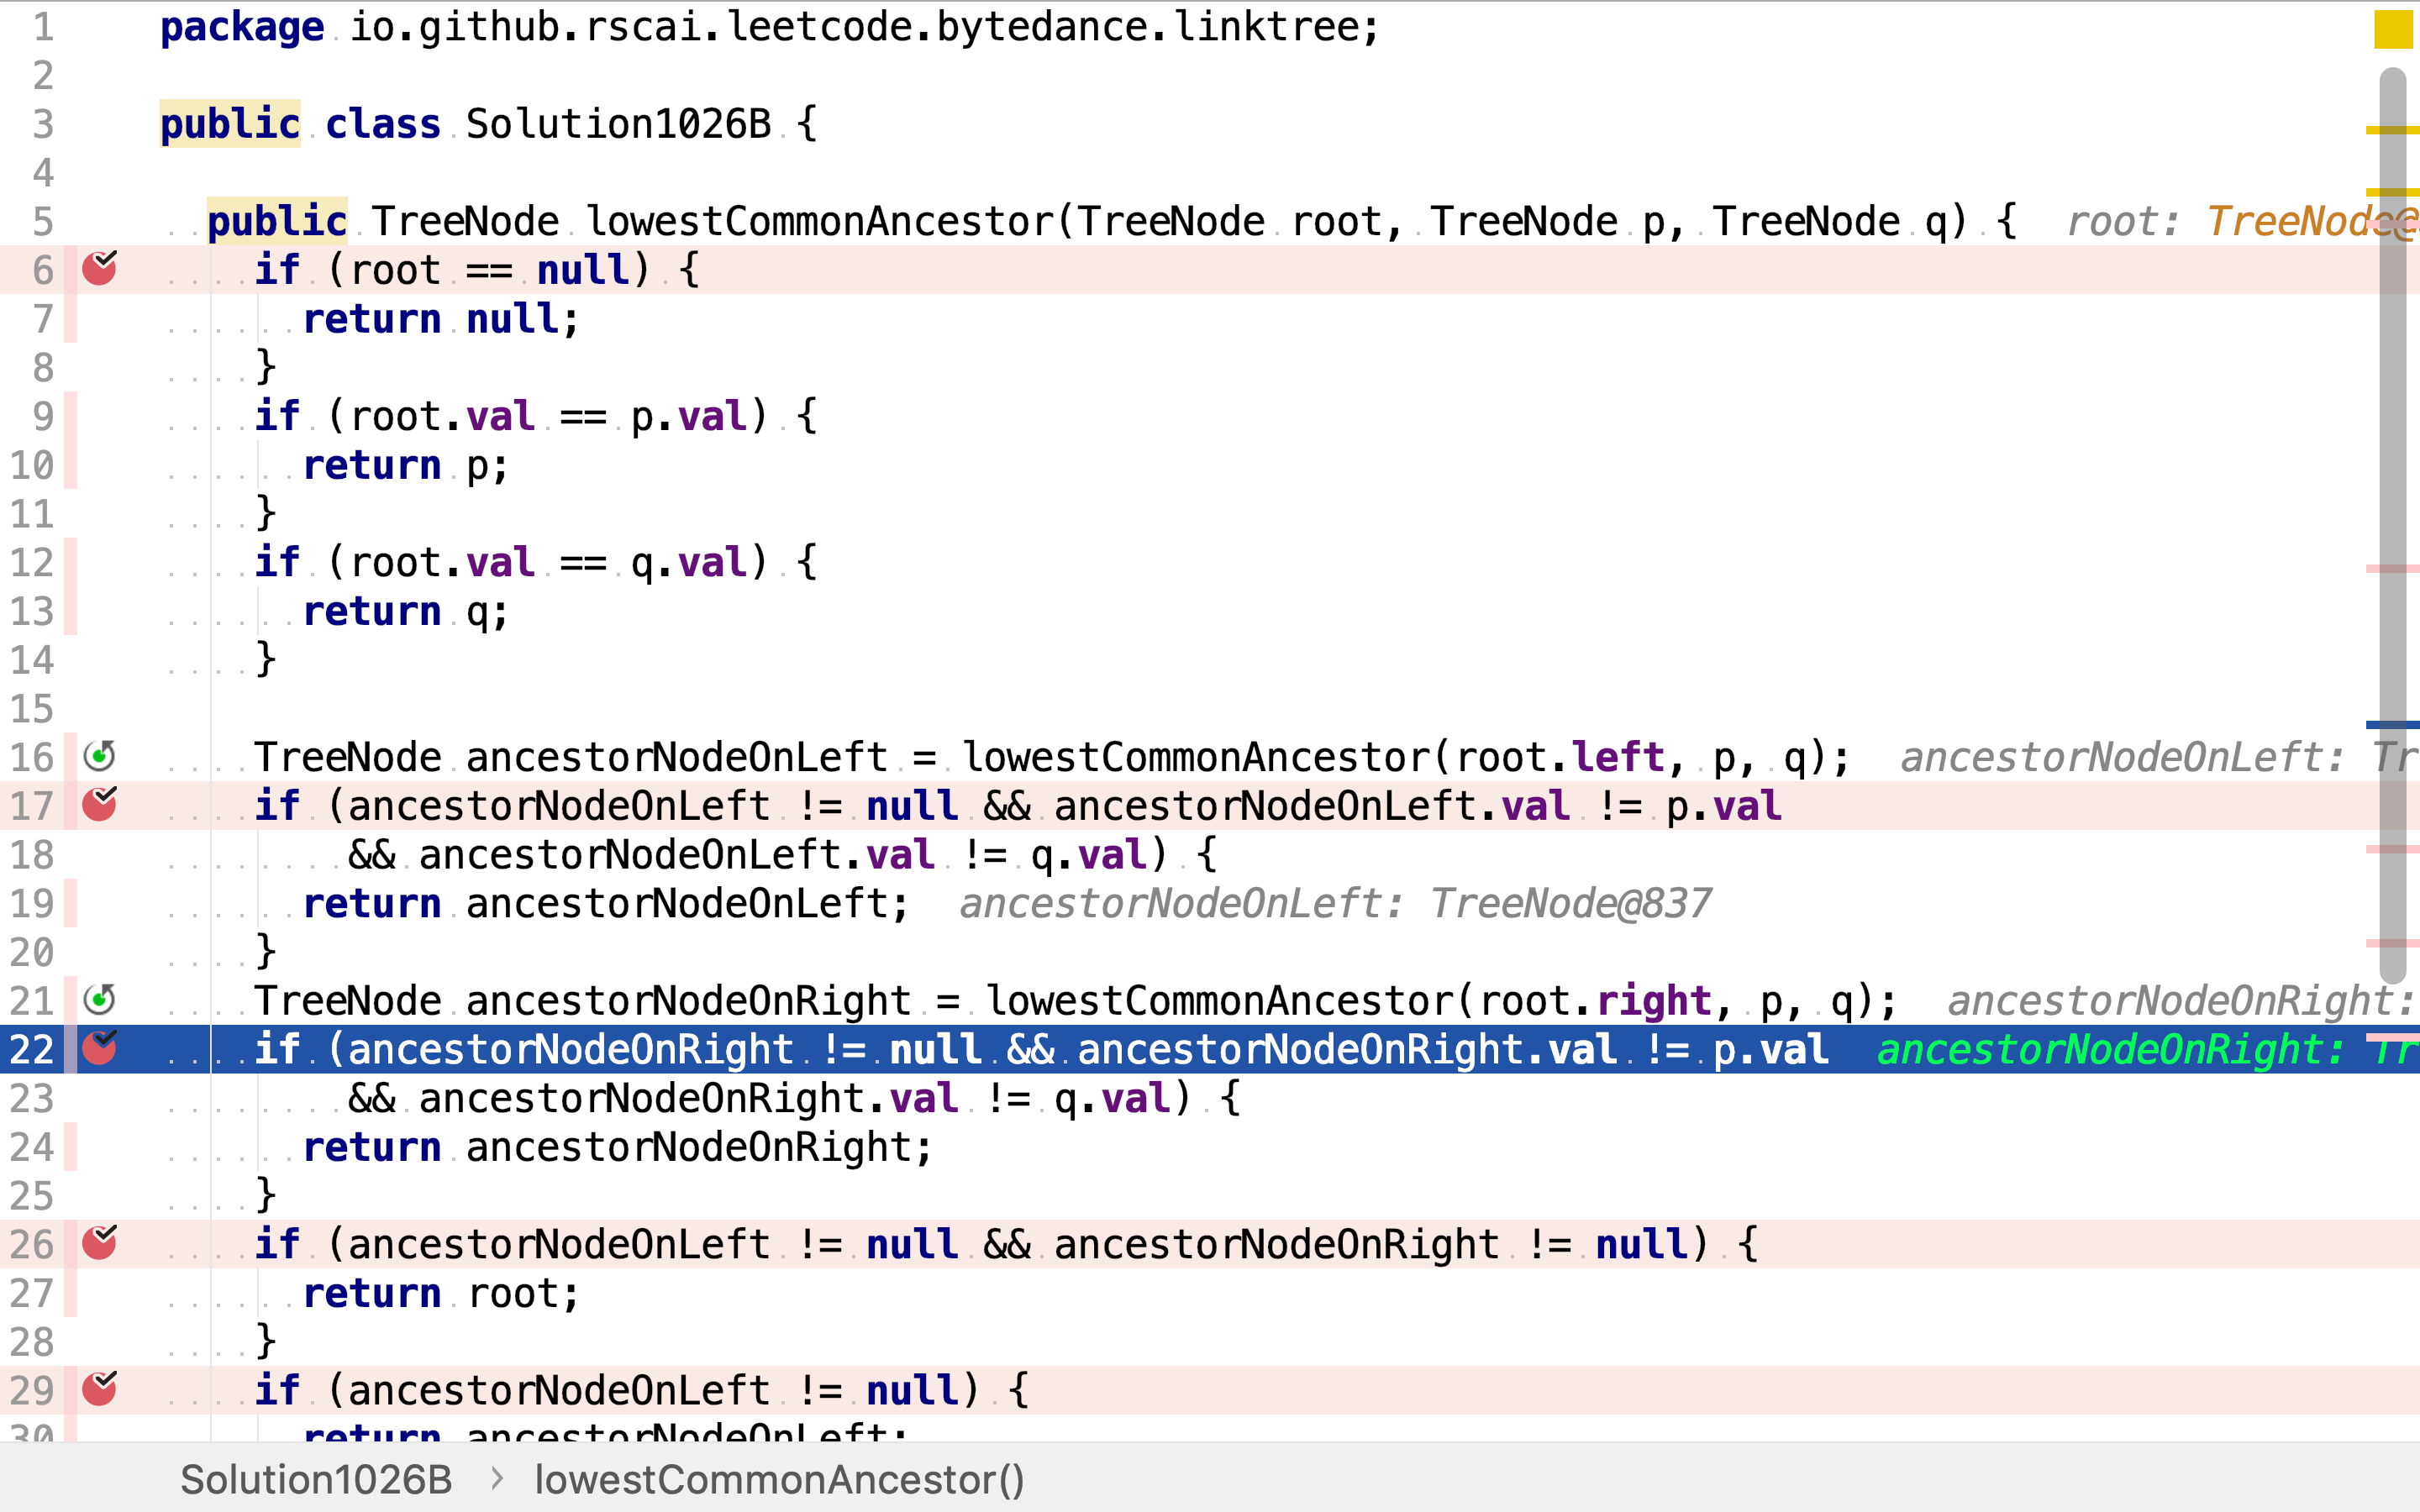 1 package io.github.rscai.leetcode.bytedance.linktree;
2
3 public class Solution1026B {
4
5 public TreeNode lowestCommonAncestor(TreeNode root, TreeNode p, TreeNode q) { root: TreeNode@
6 if (root == null) {
7 return null;
8 }
9 if (root.val == p.val) {
10 return p;
11 }
12 if (root.val == q.val) {
13 return q;
14 }
15
16 TreeNode ancestorNodeOnLeft = lowestCommonAncestor(root.left, p, q); ancestorNodeOnLeft: Tr
17 if (ancestorNodeOnLeft != null && ancestorNodeOnLeft.val != p.val
18 && ancestorNodeOnLeft.val != q.val) {
19 return ancestorNodeOnLeft; ancestorNodeOnLeft: TreeNode@837
20 }
21 TreeNode ancestorNodeOnRight = lowestCommonAncestor(root.right, p, q); ancestorNodeOnRight:
22 if (ancestorNodeOnRight != null && ancestorNodeOnRight.val != p.val ancestorNodeOnRight: Tr
23 && ancestorNodeOnRight.val != q.val) {
24 return ancestorNodeOnRight;
25 }
26 if (ancestorNodeOnLeft != null && ancestorNodeOnRight != null) {
27 return root;
28 }
29 if (ancestorNodeOnLeft != null) {
30 return ancestorNodeOnLeft;
Solution1026B > lowestCommonAncestor()